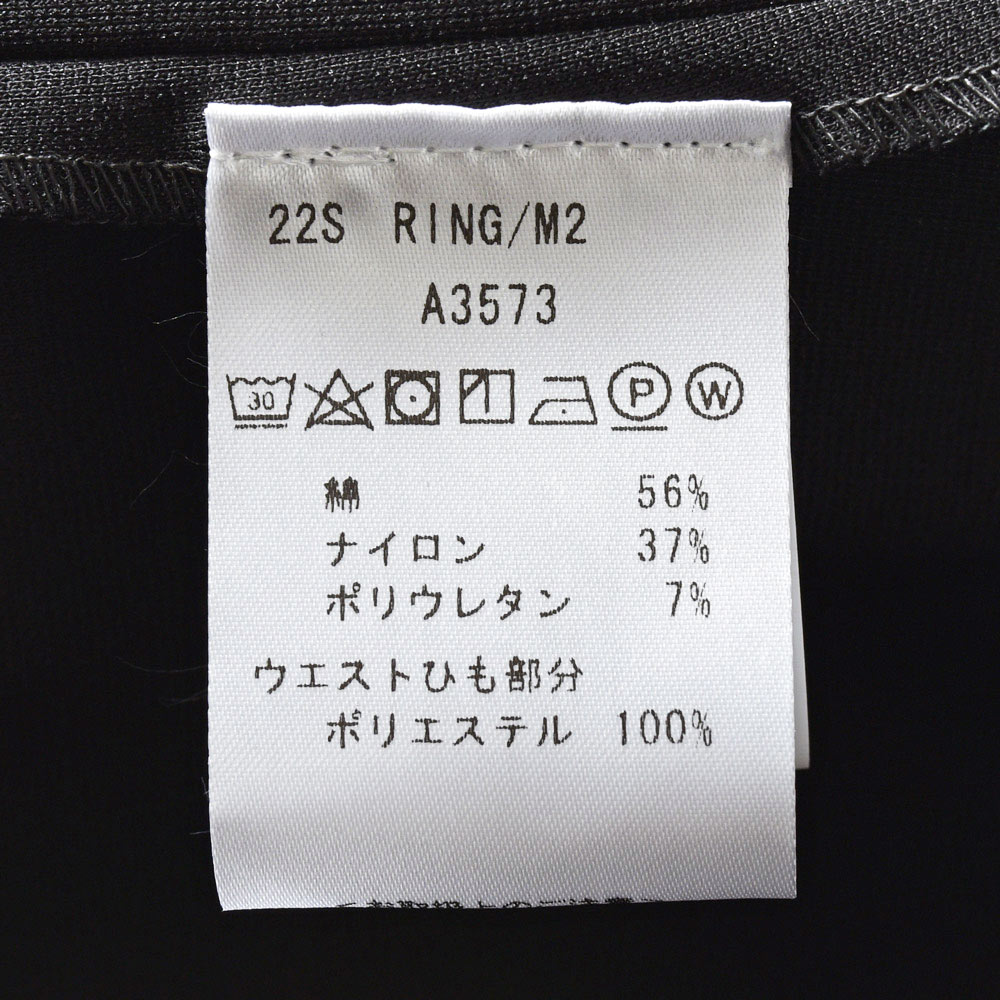 22S RING/M2
A3573
30 P W
綿 56%
ナイロン 37%
ポリウレタン 7%
ウエストひも部分
ポリエステル 100%